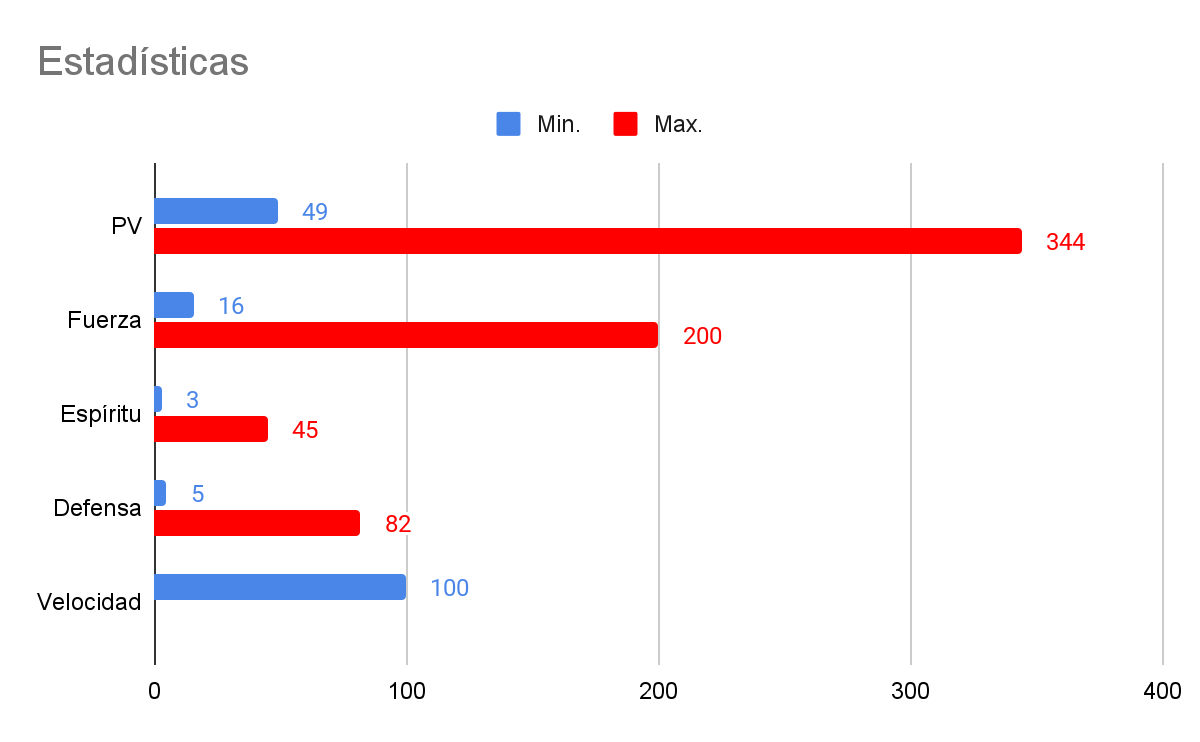 Estadísticas
Min. Max.
PV 49
344
Fuerza 16
200
Espíritu 3
45
Defensa 5
82
Velocidad 100
0 100 200 300 400